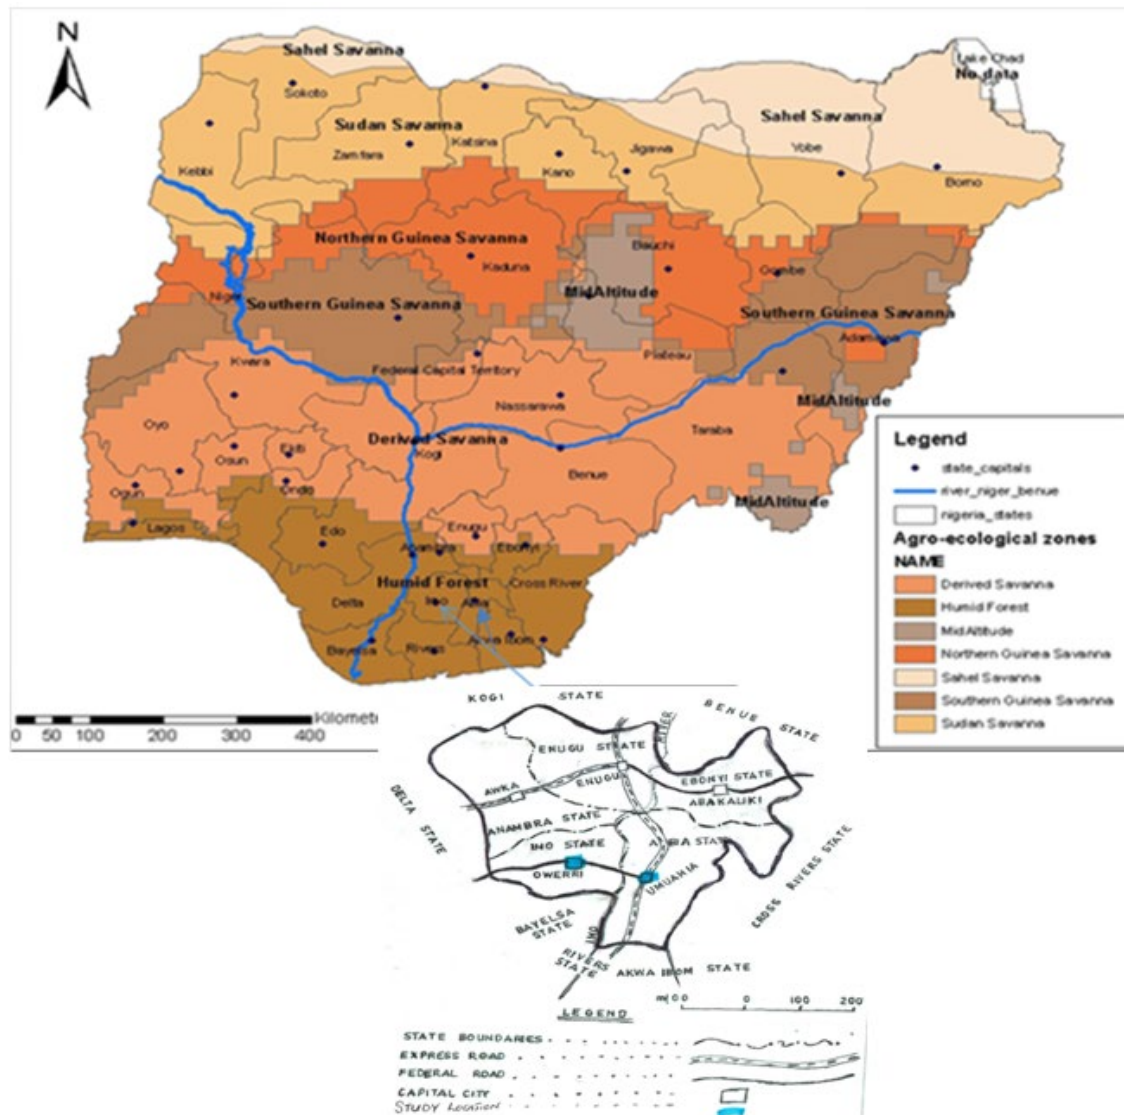 N
Sahel Savanna
Lake Chad
No data
Sokoto
Sudan Savanna
Sahel Savanna
Katsina
Zamfara
Jigawa
Yobe
Kebbi
Kano
Borno
Northern Guinea Savanna
Bauchi
Kaduna
Gombe
Niger
MidAltitude
Southern Guinea Savanna
Southern Guinea Savanna
Adamawa
Plateau
Kwara
Federal Capital Territory
MidAltitude
Nassarawa
Oyo
Taraba
Derived Savanna
Ekiti
Kogi
Osun
Benue
Ogun
Ondo
MidAltitude
Lagos
Edo
Enugu
Anambra
Ebonyi
Humid Forest
Cross River
Delta
Imo
Abia
Bayelsa
Rivers
Akwa Ibom
0 50 100 200 300 400
Legend
state_capitals
river_niger_benue
nigeria_states
Agro-ecological zones
NAME
Derived Savanna
Humid Forest
MidAltitude
Northern Guinea Savanna
Sahel Savanna
Southern Guinea Savanna
Sudan Savanna
KOGI STATE
BENUE STATE
RIVER
ENUGU STATE
ENUGU
EBONYI STATE
AWKA
ABAKALIKI
DELTA STATE
ANAMBRA STATE
IMO STATE
ABIA STATE
OWERRI
UMUAHIA
CROSS RIVERS STATE
BAYELSA STATE
IMO
RIVERS STATE
AKWA IBOM STATE
0 100 200
LEGEND
STATE BOUNDARIES
EXPRESS ROAD
FEDERAL ROAD
CAPITAL CITY
STUDY LOCATION